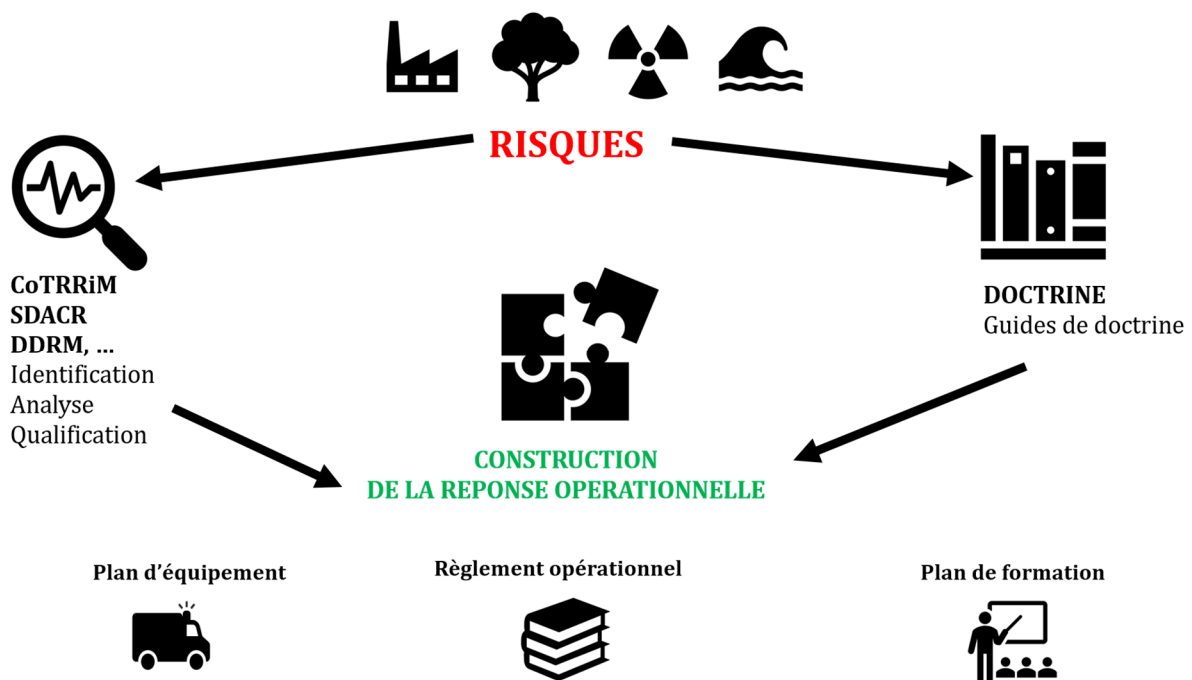 RISQUES
CoTRRiM
SDACR
DDRM, ...
Identification
Analyse
Qualification
DOCTRINE
Guides de doctrine
CONSTRUCTION
DE LA REPONSE OPERATIONNELLE
Plan d’équipement
Règlement opérationnel
Plan de formation